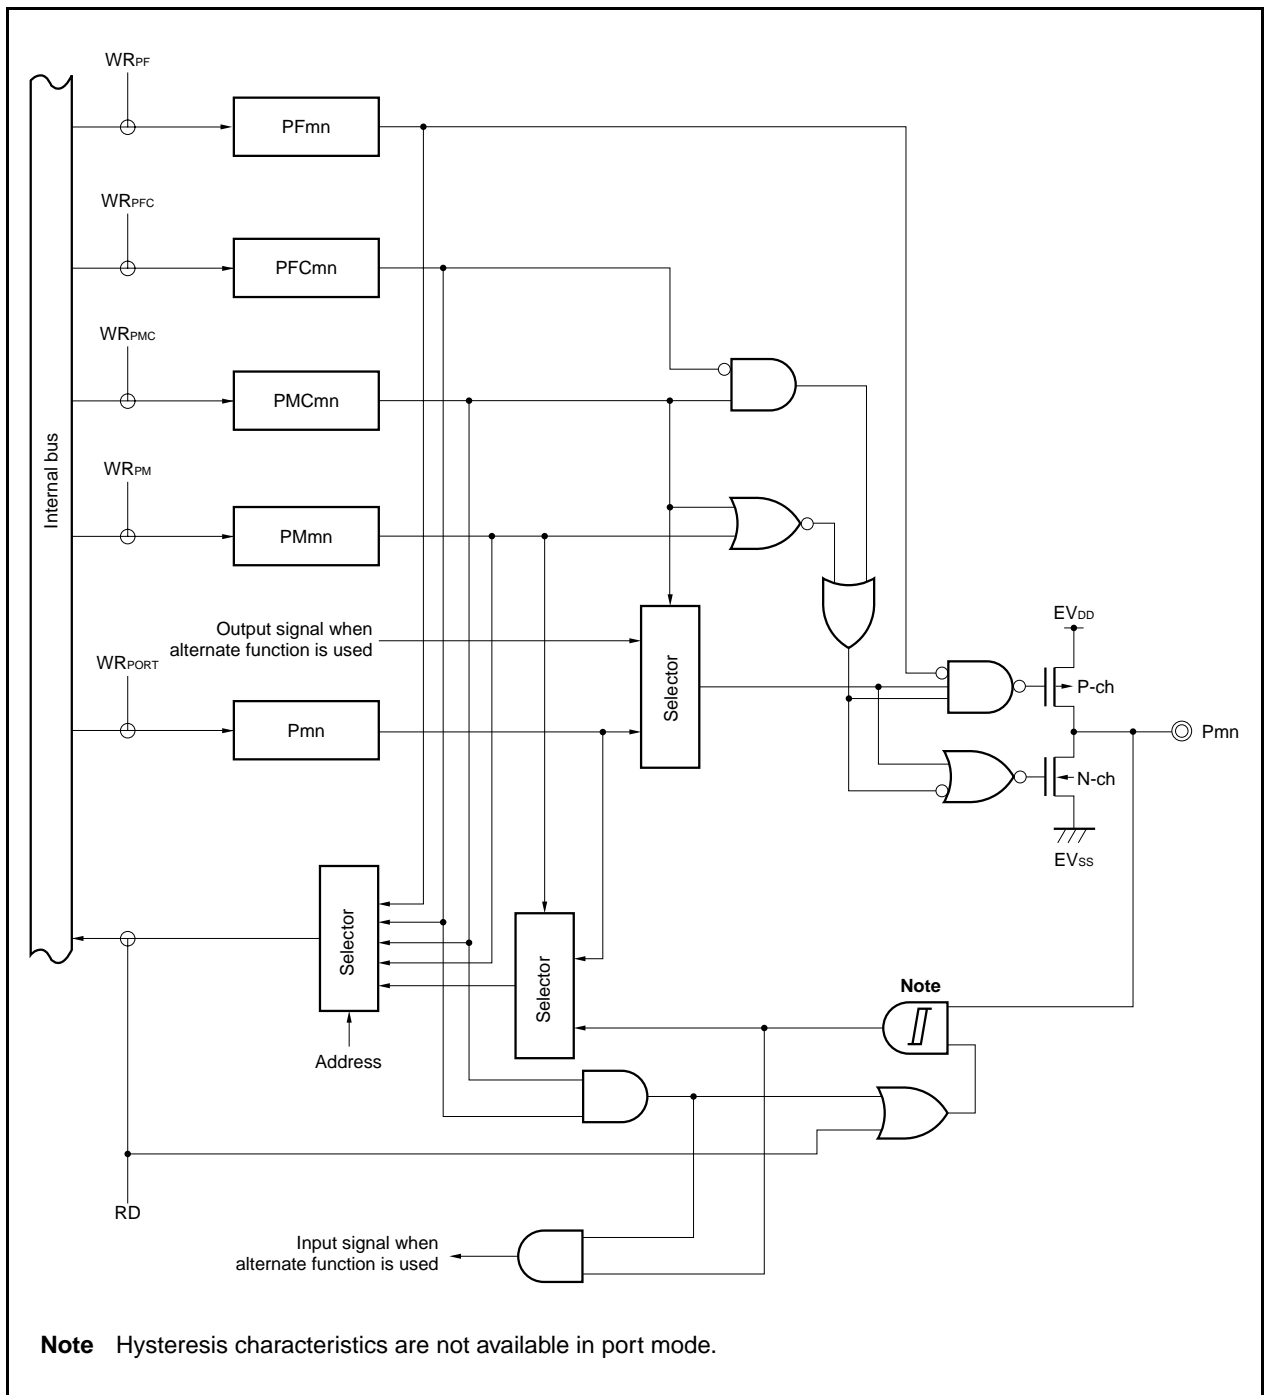 WRPF
PFmn
WRPFC
PFCmn
WRPMC
PMCmn
Internal bus
WRPM
PMmn
Output signal when
alternate function is used
WRPORT
Pmn
Selector
EVDD
P-ch
Pmn
N-ch
EVSS
Selector
Selector
Note
Address
RD
Input signal when
alternate function is used
Note Hysteresis characteristics are not available in port mode.